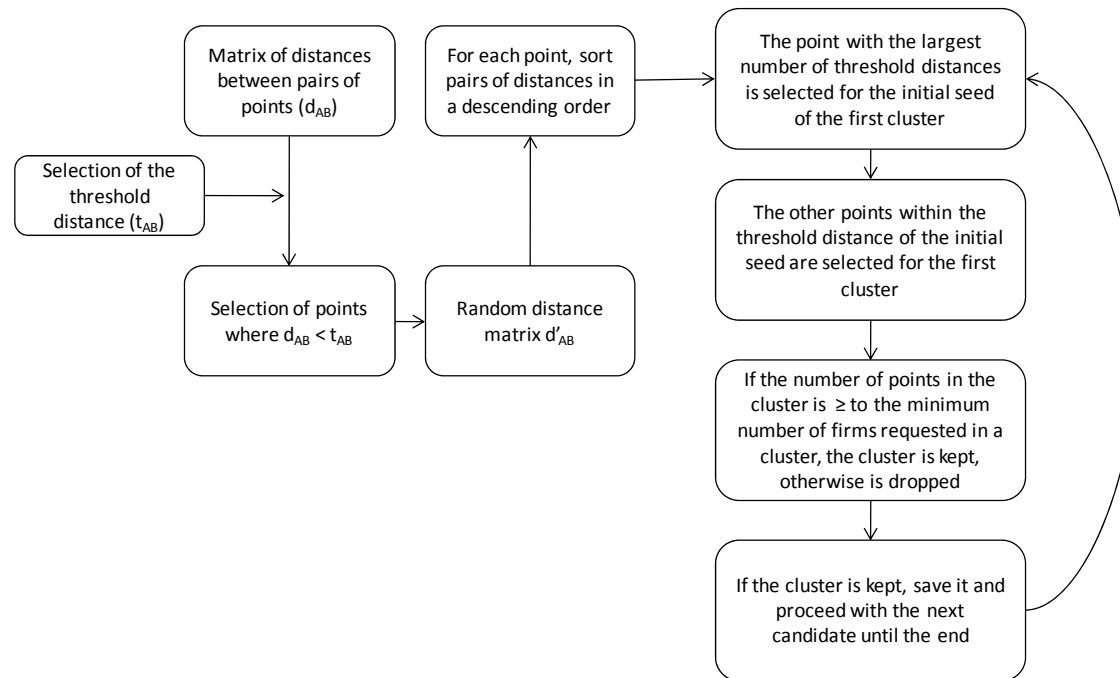 Matrix of distances
between pairs of
points (dAB)
Selection of the
threshold
distance (tAB)
Selection of points
where dAB < tAB
Random distance
matrix d’AB
For each point, sort
pairs of distances in
a descending order
The point with the largest
number of threshold distances
is selected for the initial seed
of the first cluster
The other points within the
threshold distance of the initial
seed are selected for the first
cluster
If the number of points in the
cluster is ≥ to the minimum
number of firms requested in a
cluster, the cluster is kept,
otherwise is dropped
If the cluster is kept, save it and
proceed with the next
candidate until the end